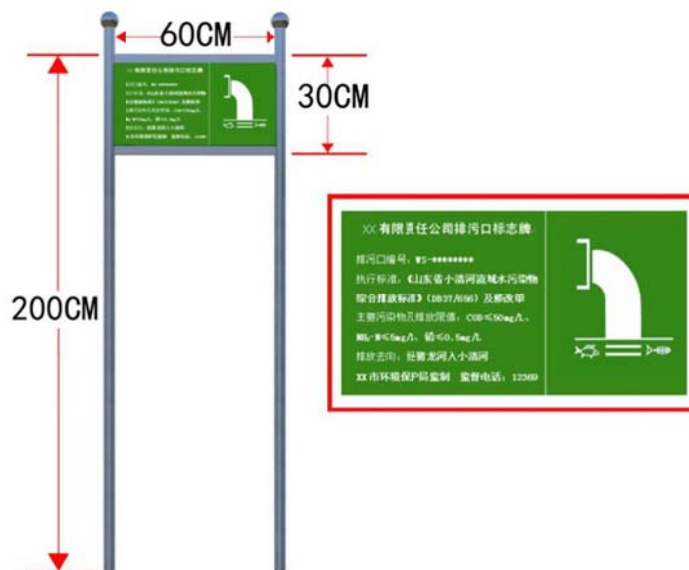 60CM
30CM
200CM
XX 有限责任公司排污口标志牌
排污口编号：WS-********
执行标准：《山东省小清河流域水污染物
综合排放标准》（DB37/656）及修改单
主要污染物及排放限值：COD≤50mg/L、
NH₃-N≤5mg/L、铅≤0.5mg/L
排放去向：经猪龙河入小清河
XX 市环境保护局监制 监督电话：12369